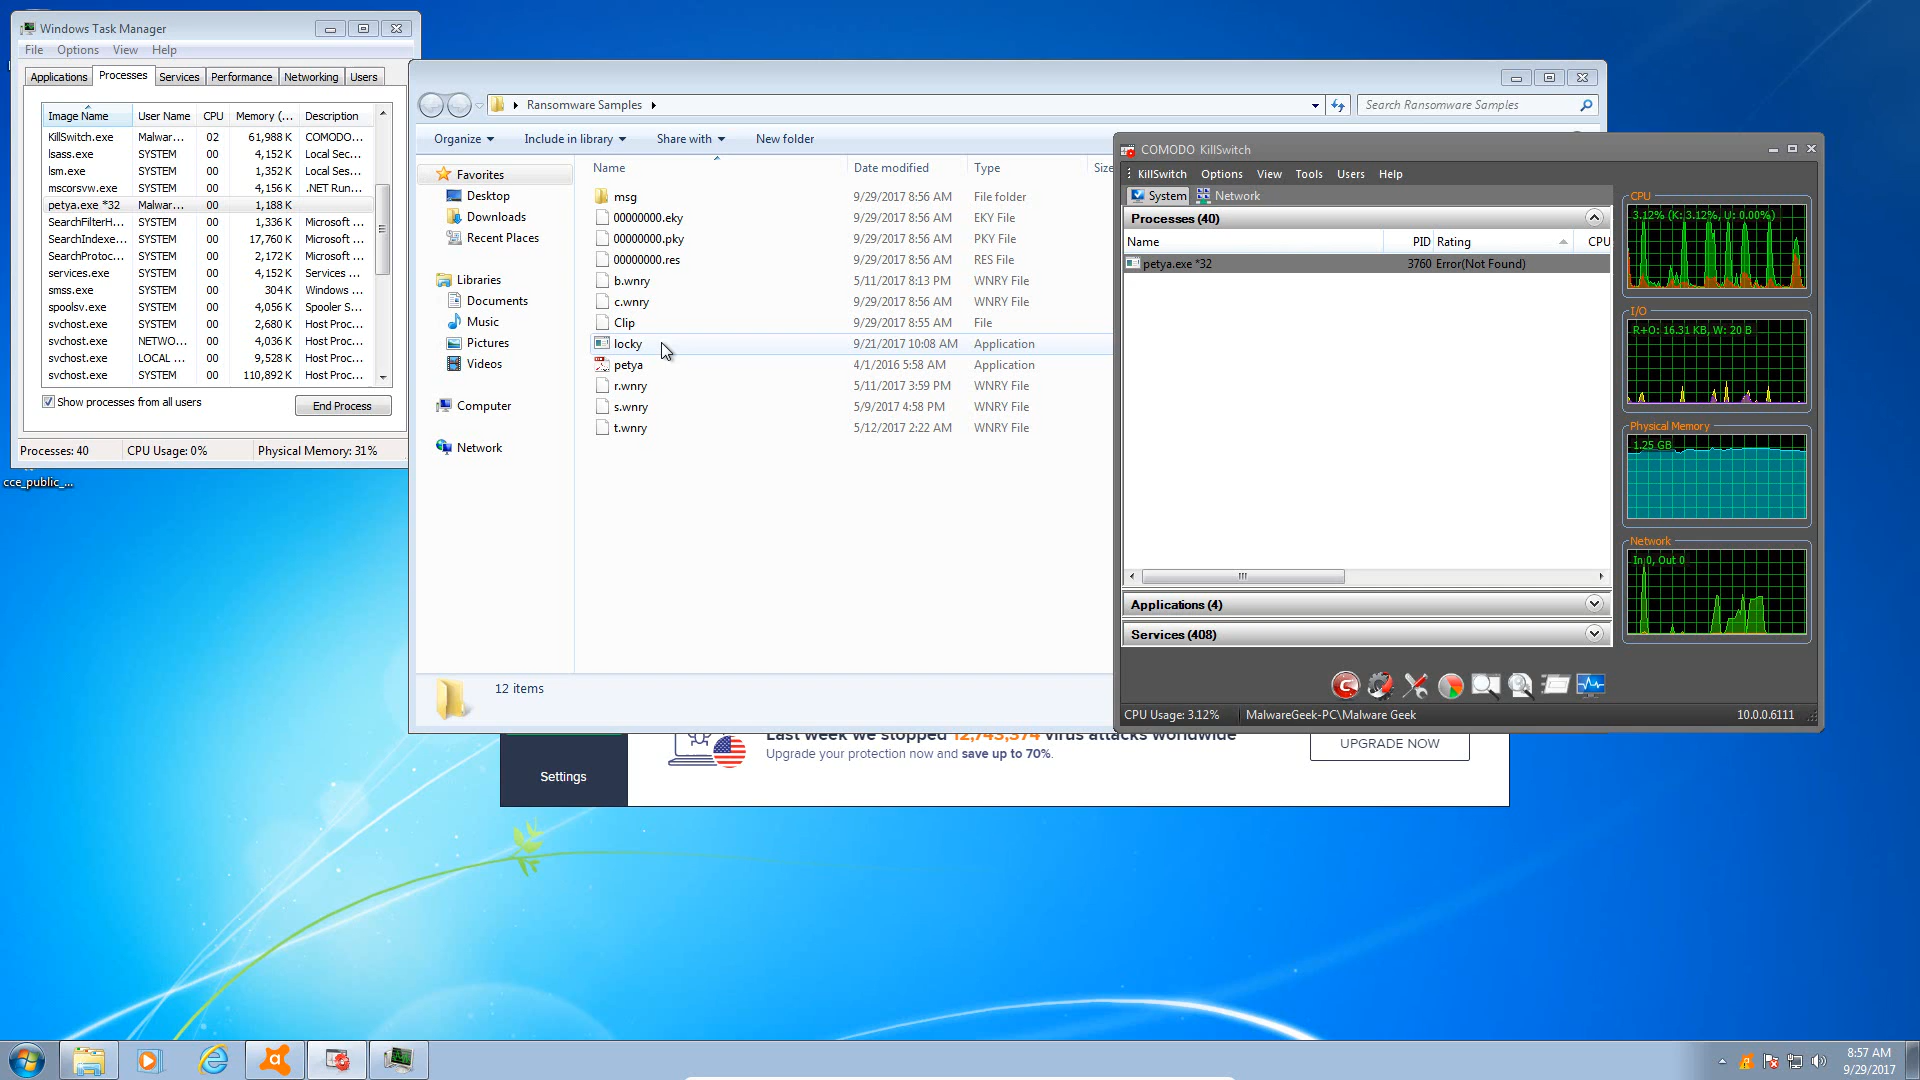 Windows Task Manager
File Options View Help
Applications Processes Services Performance Networking Users
Image Name User Name CPU Memory (... Description
KillSwitch.exe Malwar... 02 61,988 K COMODO...
lsass.exe SYSTEM 00 4,152 K Local Sec...
lsm.exe SYSTEM 00 1,352 K Local Ses...
mscorsvw.exe SYSTEM 00 4,156 K .NET Run...
petya.exe *32 Malwar... 00 1,188 K
SearchFilterH... SYSTEM 00 1,336 K Microsoft ...
SearchIndexe... SYSTEM 00 17,760 K Microsoft ...
SearchProtoc... SYSTEM 00 2,172 K Microsoft ...
services.exe SYSTEM 00 4,152 K Services ...
smss.exe SYSTEM 00 304 K Windows ...
spoolsv.exe SYSTEM 00 4,056 K Spooler S...
svchost.exe SYSTEM 00 2,680 K Host Proc...
svchost.exe NETWO... 00 4,036 K Host Proc...
svchost.exe LOCAL ... 00 9,528 K Host Proc...
svchost.exe SYSTEM 00 110,892 K Host Proc...
Show processes from all users End Process
Processes: 40 CPU Usage: 0% Physical Memory: 31%
cce_public_...
Ransomware Samples
Search Ransomware Samples
Organize Include in library Share with New folder
Favorites
Desktop
Downloads
Recent Places
Libraries
Documents
Music
Pictures
Videos
Computer
Network
Name Date modified Type Size
msg 9/29/2017 8:56 AM File folder
00000000.eky 9/29/2017 8:56 AM EKY File
00000000.pky 9/29/2017 8:56 AM PKY File
00000000.res 9/29/2017 8:56 AM RES File
b.wnry 5/11/2017 8:13 PM WNRY File
c.wnry 9/29/2017 8:56 AM WNRY File
Clip 9/29/2017 8:55 AM File
locky 9/21/2017 10:08 AM Application
petya 4/1/2016 5:58 AM Application
r.wnry 5/11/2017 3:59 PM WNRY File
s.wnry 5/9/2017 4:58 PM WNRY File
t.wnry 5/12/2017 2:22 AM WNRY File
12 items
COMODO KillSwitch
KillSwitch Options View Tools Users Help
System Network
Processes (40)
Name PID Rating CPU
petya.exe *32 3760 Error(Not Found)
Applications (4)
Services (408)
CPU
3.12% (K: 3.12%, U: 0.00%)
I/O
R+O: 16.31 KB, W: 20 B
Physical Memory
1.25 GB
Network
In 0, Out 0
CPU Usage: 3.12% MalwareGeek-PC\Malware Geek 10.0.0.6111
Settings
Last week we stopped 12,743,374 virus attacks worldwide
Upgrade your protection now and save up to 70%.
UPGRADE NOW
8:57 AM
9/29/2017